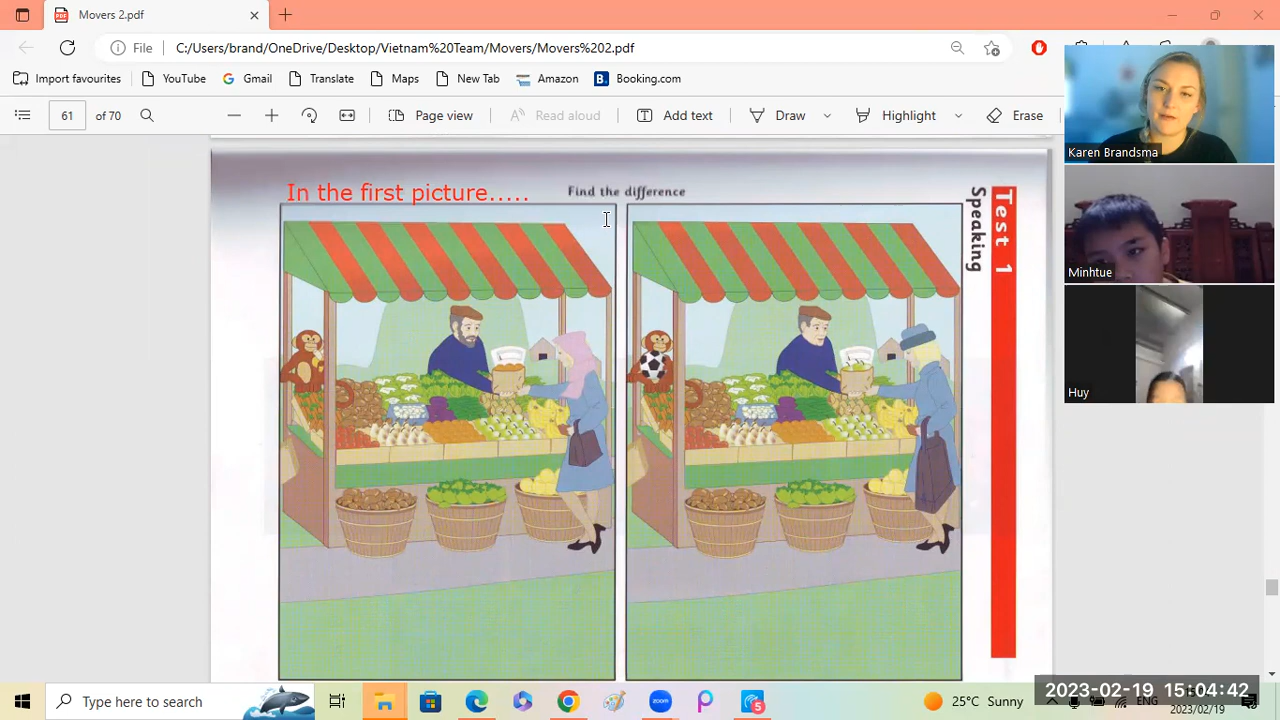 Movers 2.pdf
File
C:/Users/brand/OneDrive/Desktop/Vietnam%20Team/Movers/Movers%202.pdf
Import favourites YouTube Gmail Translate Maps New Tab Amazon Booking.com
61 of 70 Page view Read aloud Add text Draw Highlight Erase
Karen Brandsma
Minhtue
Huy
In the first picture.....
Find the difference
Test 1
Speaking
Type here to search
5
25°C Sunny
ENG
2023-02-19 15:04:42
2023/02/19